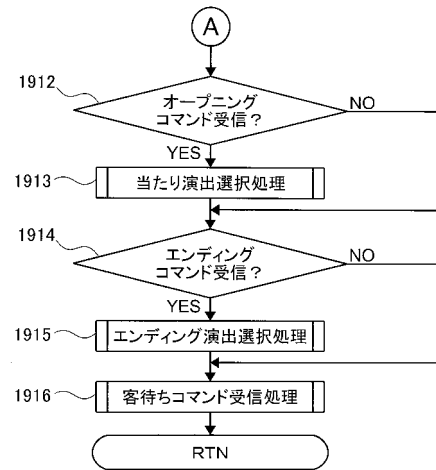 A
1912
オープニング
コマンド受信？
NO
YES
1913
当たり演出選択処理
1914
エンディング
コマンド受信？
NO
YES
1915
エンディング演出選択処理
1916
客待ちコマンド受信処理
RTN